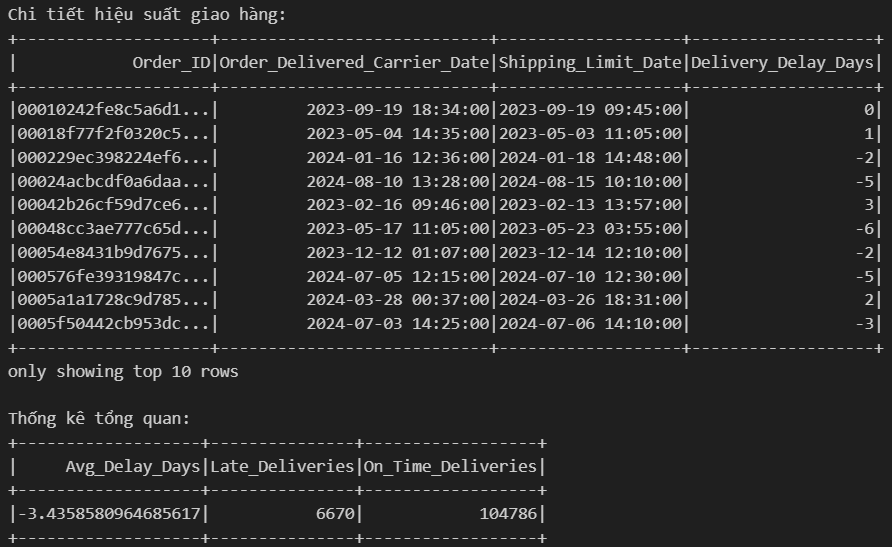 Chi tiết hiệu suất giao hàng:
+-------------------+----------------------------+-------------------+-------------------+
|           Order_ID|Order_Delivered_Carrier_Date|Shipping_Limit_Date|Delivery_Delay_Days|
+-------------------+----------------------------+-------------------+-------------------+
|00010242fe8c5a6d1...|         2023-09-19 18:34:00|2023-09-19 09:45:00|                  0|
|00018f77f2f0320c5...|         2023-05-04 14:35:00|2023-05-03 11:05:00|                  1|
|000229ec398224ef6...|         2024-01-16 12:36:00|2024-01-18 14:48:00|                 -2|
|00024acbcdf0a6daa...|         2024-08-10 13:28:00|2024-08-15 10:10:00|                 -5|
|00042b26cf59d7ce6...|         2023-02-16 09:46:00|2023-02-13 13:57:00|                  3|
|00048cc3ae777c65d...|         2023-05-17 11:05:00|2023-05-23 03:55:00|                 -6|
|00054e8431b9d7675...|         2023-12-12 01:07:00|2023-12-14 12:10:00|                 -2|
|000576fe39319847c...|         2024-07-05 12:15:00|2024-07-10 12:30:00|                 -5|
|0005a1a1728c9d785...|         2024-03-28 00:37:00|2024-03-26 18:31:00|                  2|
|0005f50442cb953dc...|         2024-07-03 14:25:00|2024-07-06 14:10:00|                 -3|
+-------------------+----------------------------+-------------------+-------------------+
only showing top 10 rows
Thống kê tổng quan:
+-------------------+---------------+------------------+
|     Avg_Delay_Days|Late_Deliveries|On_Time_Deliveries|
+-------------------+---------------+------------------+
|-3.4358580964685617|           6670|            104786|
+-------------------+---------------+------------------+